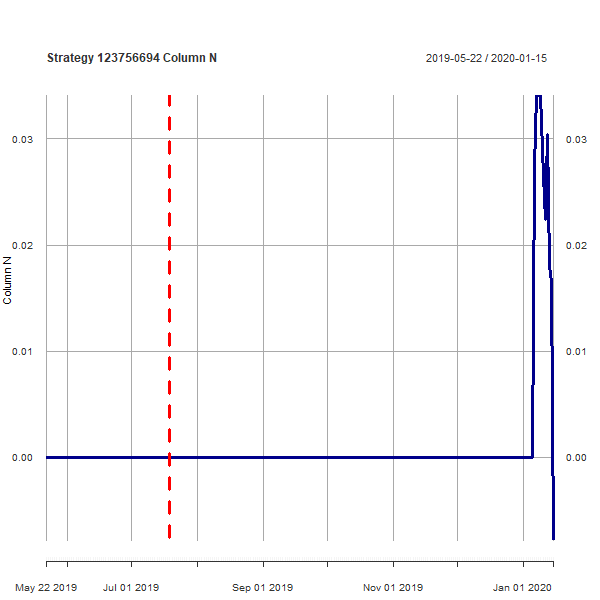 Strategy 123756694 Column N
2019-05-22 / 2020-01-15
0.03
0.03
0.02
0.02
Column N
0.01
0.01
0.00
0.00
May 22 2019
Jul 01 2019
Sep 01 2019
Nov 01 2019
Jan 01 2020